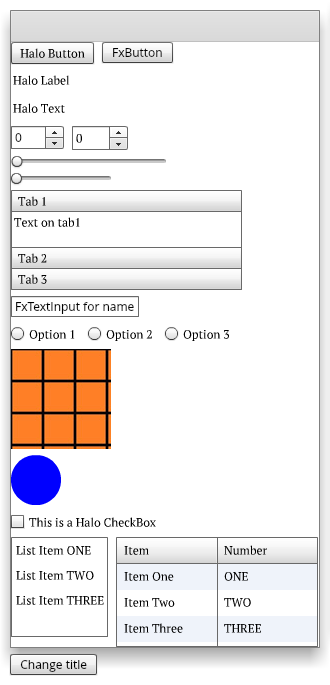 Halo Button FxButton
Halo Label
Halo Text
0 0
Tab 1
Text on tab1
Tab 2
Tab 3
FxTextInput for name
Option 1 Option 2 Option 3
This is a Halo CheckBox
List Item ONE
List Item TWO
List Item THREE
Item Number
Item One ONE
Item Two TWO
Item Three THREE
Change title